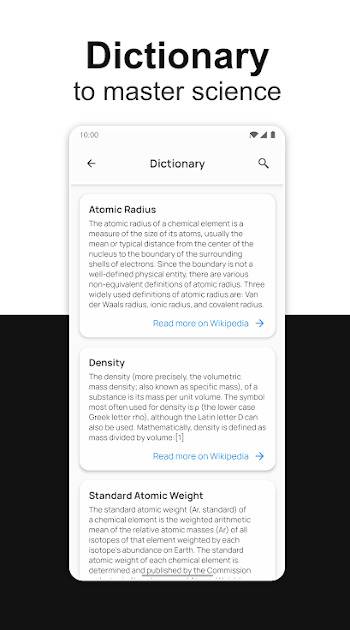 Dictionary
to master science
10:00
Dictionary
Atomic Radius
The atomic radius of a chemical element is a
measure of the size of its atoms, usually the
mean or typical distance from the center of the
nucleus to the boundary of the surrounding
shells of electrons. Since the boundary is not a
well-defined physical entity, there are various
non-equivalent definitions of atomic radius. Three
widely used definitions of atomic radius are: Van
der Waals radius, ionic radius, and covalent radius.
Read more on Wikipedia
Density
The density (more precisely, the volumetric
mass density; also known as specific mass), of a
substance is its mass per unit volume. The symbol
most often used for density is ρ (the lower case
Greek letter rho), although the Latin letter D can
also be used. Mathematically, density is defined as
mass divided by volume:[1]
Read more on Wikipedia
Standard Atomic Weight
The standard atomic weight (Ar, standard) of
a chemical element is the weighted arithmetic
mean of the relative atomic masses (Ar) of all
isotopes of that element weighted by each
isotope's abundance on Earth. The standard
atomic weight of each chemical element is
determined and published by the Commission